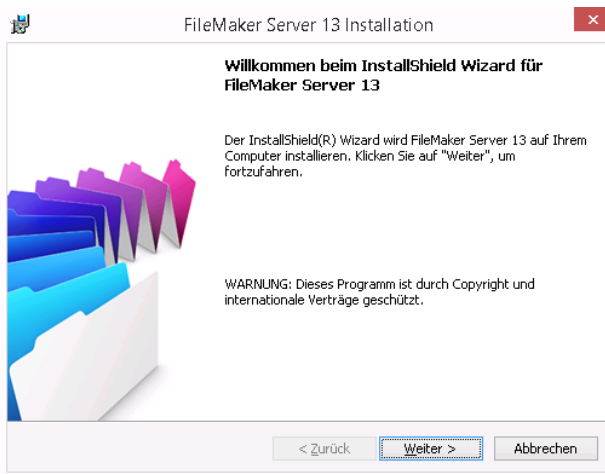 FileMaker Server 13 Installation
Willkommen beim InstallShield Wizard für
FileMaker Server 13
Der InstallShield(R) Wizard wird FileMaker Server 13 auf Ihrem
Computer installieren. Klicken Sie auf "Weiter", um
fortzufahren.
WARNUNG: Dieses Programm ist durch Copyright und
internationale Verträge geschützt.
< Zurück Weiter > Abbrechen